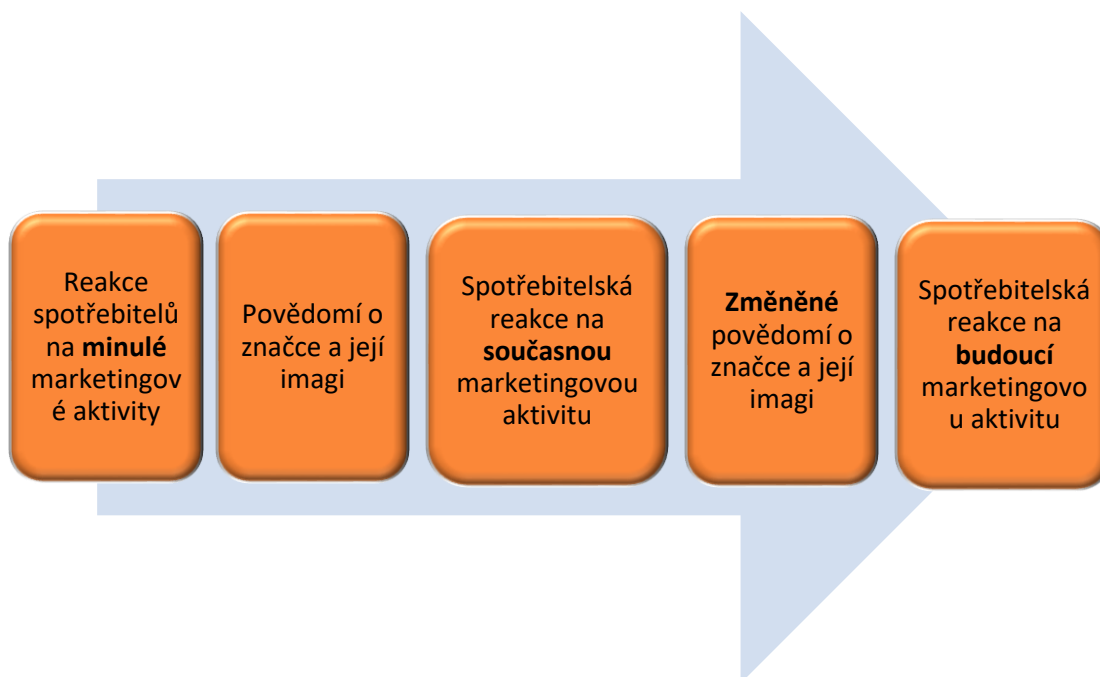 Reakce
spotřebitelů
na minulé
marketingov
é aktivity
Povědomí o
značce a její
imagi
Spotřebitelská
reakce na
současnou
marketingovou
aktivitu
Změněné
povědomí o
značce a její
imagi
Spotřebitelská
reakce na
budoucí
marketingovo
u aktivitu